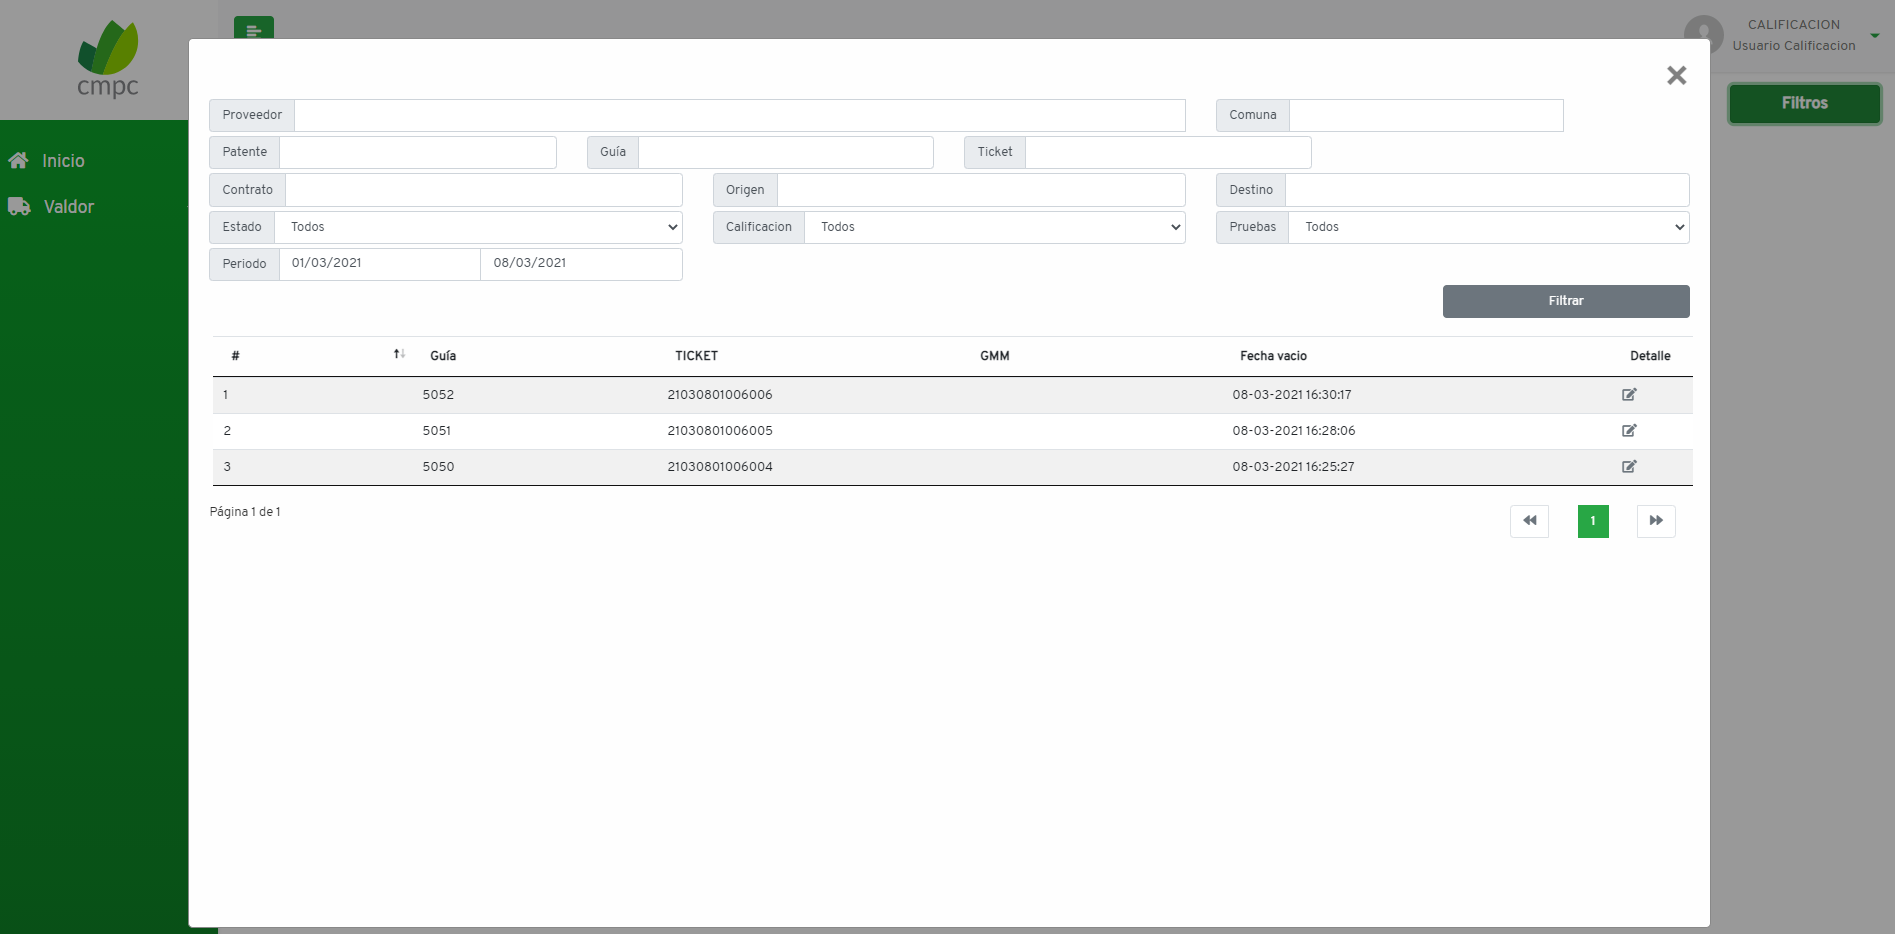 cmpc
CALIFICACION
Usuario Calificacion
Filtros
Inicio
Valdor
Proveedor
Comuna
Patente
Guía
Ticket
Contrato
Origen
Destino
Estado Todos
Calificacion Todos
Pruebas Todos
Periodo 01/03/2021 08/03/2021
Filtrar
# Guía TICKET GMM Fecha vacio Detalle
1 5052 21030801006006 08-03-2021 16:30:17
2 5051 21030801006005 08-03-2021 16:28:06
3 5050 21030801006004 08-03-2021 16:25:27
Página 1 de 1
1